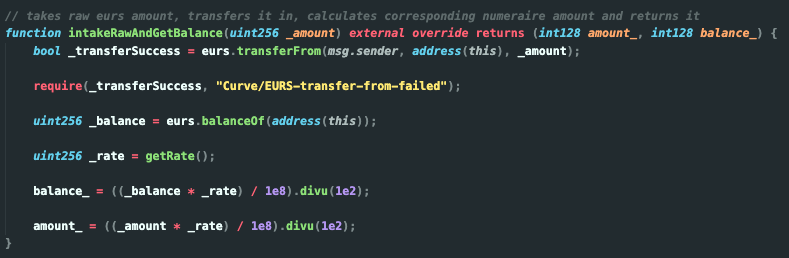 // takes raw eurs amount, transfers it in, calculates corresponding numeraire amount and returns it
function intakeRawAndGetBalance(uint256 _amount) external override returns (int128 amount_, int128 balance_) {
bool _transferSuccess = eurs.transferFrom(msg.sender, address(this), _amount);
require(_transferSuccess, "Curve/EURS-transfer-from-failed");
uint256 _balance = eurs.balanceOf(address(this));
uint256 _rate = getRate();
balance_ = ((_balance * _rate) / 1e8).divu(1e2);
amount_ = ((_amount * _rate) / 1e8).divu(1e2);
}